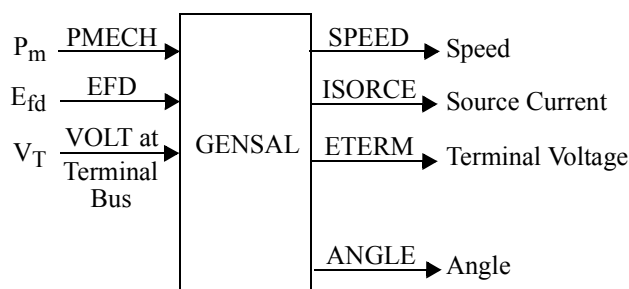 Pm PMECH SPEED Speed
Efd EFD ISORCE Source Current
VT VOLT at GENSAL ETERM Terminal Voltage
Terminal
Bus
ANGLE Angle